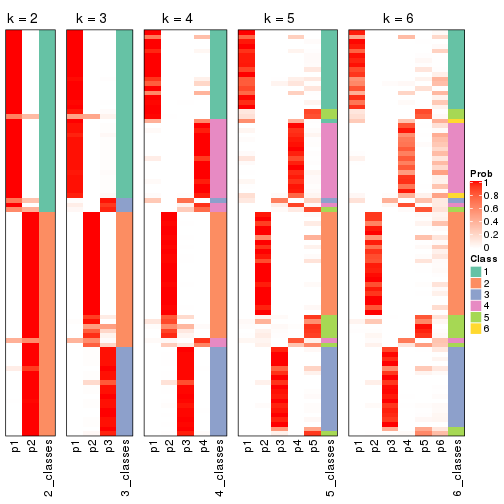 k = 2
k = 3
k = 4
k = 5
k = 6
p1
p2
2_classes
p1
p2
p3
3_classes
p1
p2
p3
p4
4_classes
p1
p2
p3
p4
p5
5_classes
p1
p2
p3
p4
p5
p6
6_classes
Prob
1
0.8
0.6
0.4
0.2
0
Class
1
2
3
4
5
6